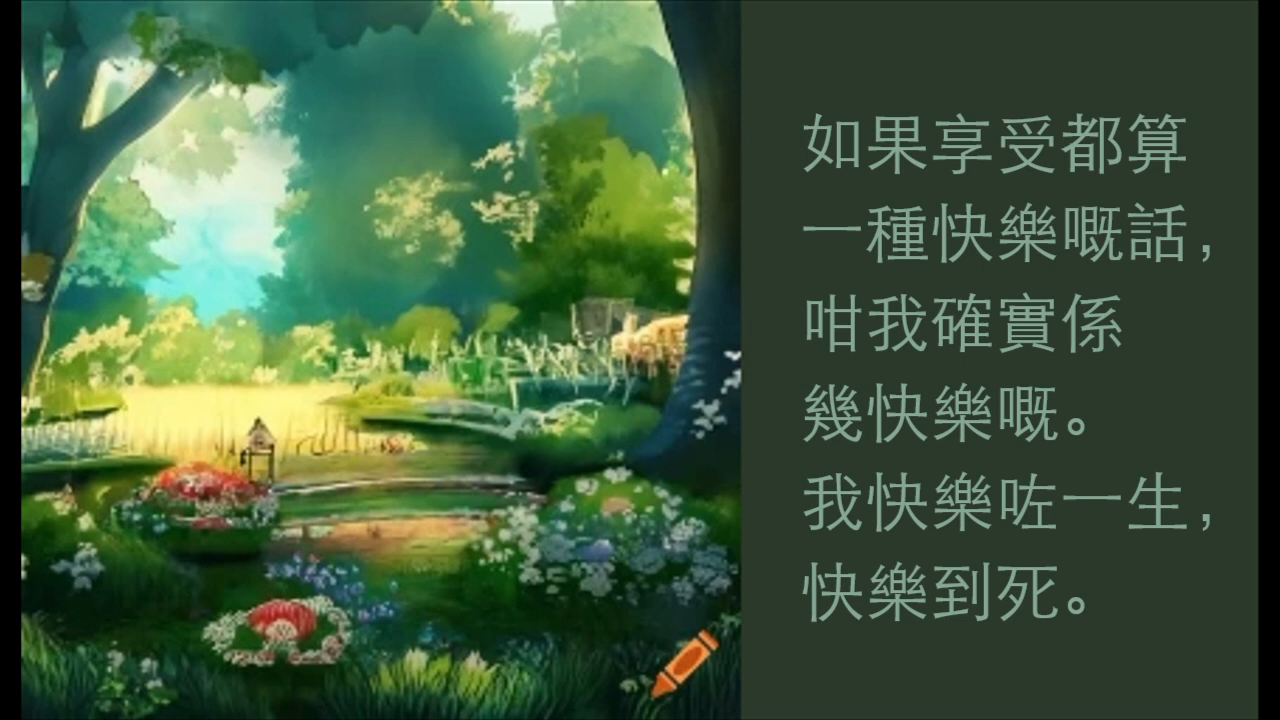 如果享受都算
一種快樂嘅話，
咁我確實係
幾快樂嘅。
我快樂咗一生，
快樂到死。